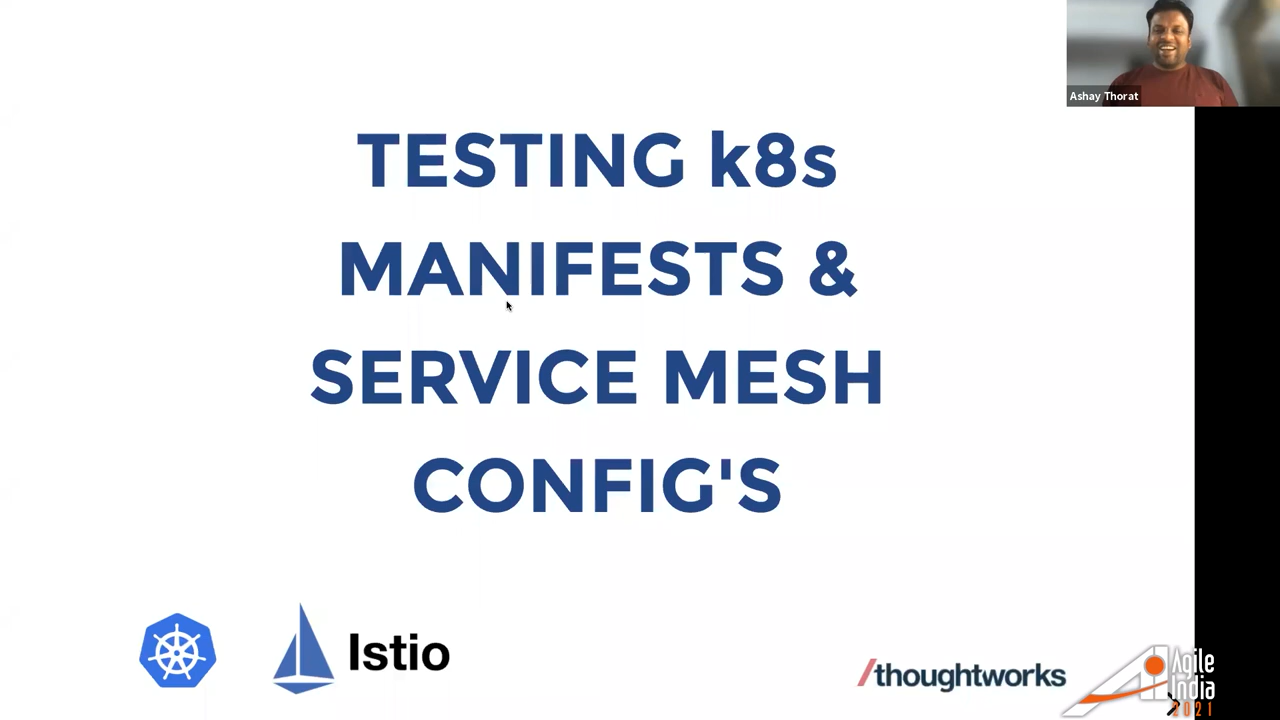 Ashay Thorat
TESTING k8s
MANIFESTS &
SERVICE MESH
CONFIG'S
Istio
/thoughtworks
Agile
India
2021